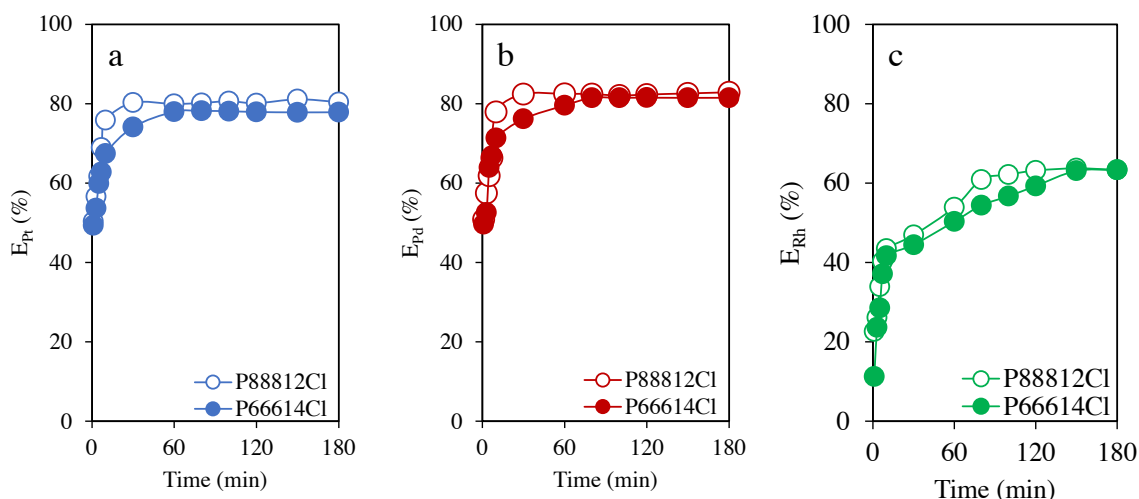 a
100
80
60
40
20
0
E_Pt (%)
P88812Cl
P66614Cl
0 60 120 180
Time (min)
b
100
80
60
40
20
0
E_Pd (%)
P88812Cl
P66614Cl
0 60 120 180
Time (min)
c
100
80
60
40
20
0
E_Rh (%)
P88812Cl
P66614Cl
0 60 120 180
Time (min)